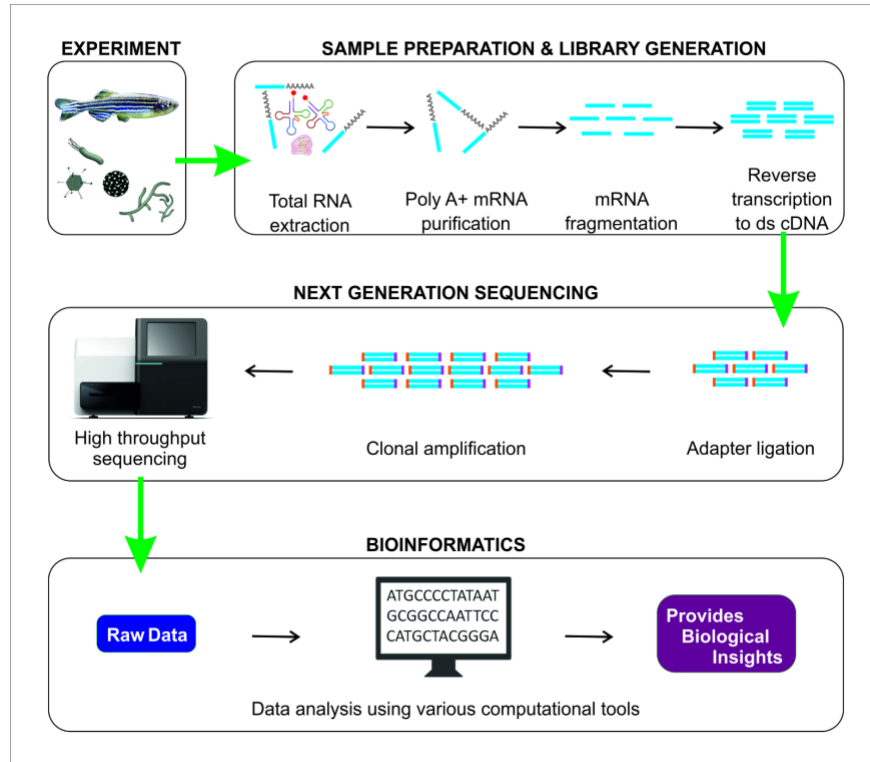 EXPERIMENT
SAMPLE PREPARATION & LIBRARY GENERATION
AAAAAA
Total RNA
extraction
Poly A+ mRNA
purification
mRNA
fragmentation
Reverse
transcription
to ds cDNA
NEXT GENERATION SEQUENCING
High throughput
sequencing
Clonal amplification
Adapter ligation
BIOINFORMATICS
Raw Data
ATGCCCCTATAAT
GCGGCCAATTCC
CATGCTACGGGA
Provides
Biological
Insights
Data analysis using various computational tools